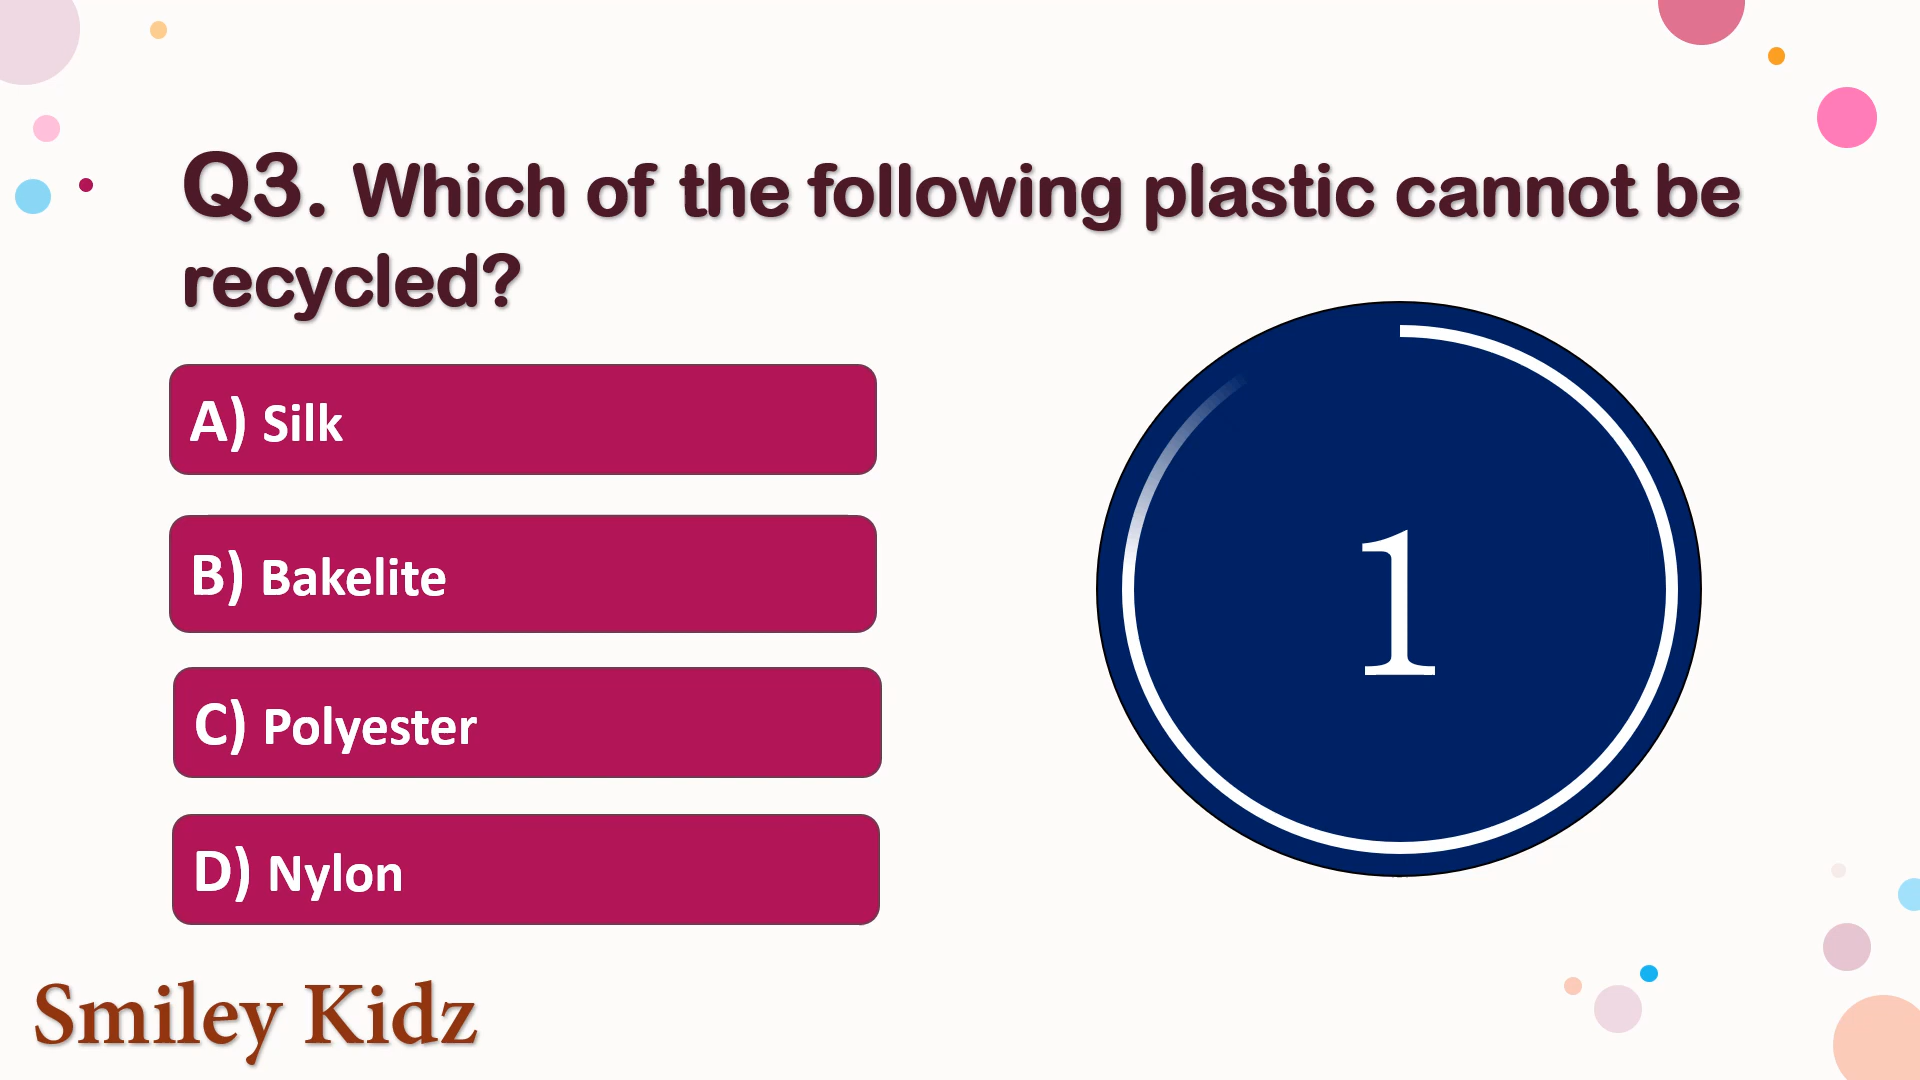 Q3. Which of the following plastic cannot be
recycled?
A) Silk
B) Bakelite
C) Polyester
D) Nylon
1
Smiley Kidz